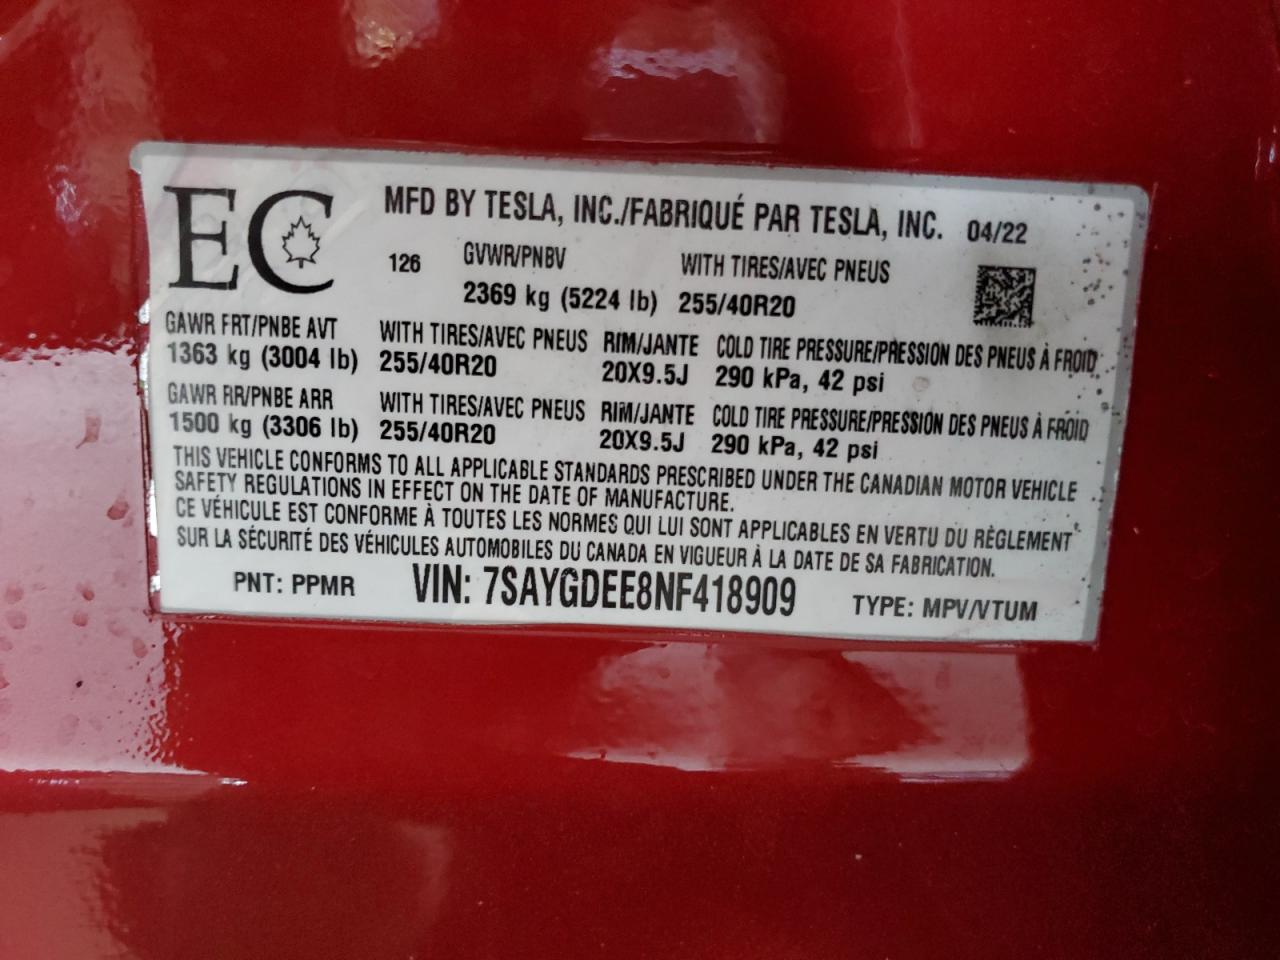 EC MFD BY TESLA, INC./FABRIQUÉ PAR TESLA, INC. 04/22
126 GVWR/PNBV WITH TIRES/AVEC PNEUS
2369 kg (5224 lb) 255/40R20
GAWR FRT/PNBE AVT WITH TIRES/AVEC PNEUS RIM/JANTE COLD TIRE PRESSURE/PRESSION DES PNEUS À FROID
1363 kg (3004 lb) 255/40R20 20X9.5J 290 kPa, 42 psi
GAWR RR/PNBE ARR WITH TIRES/AVEC PNEUS RIM/JANTE COLD TIRE PRESSURE/PRESSION DES PNEUS À FROID
1500 kg (3306 lb) 255/40R20 20X9.5J 290 kPa, 42 psi
THIS VEHICLE CONFORMS TO ALL APPLICABLE STANDARDS PRESCRIBED UNDER THE CANADIAN MOTOR VEHICLE
SAFETY REGULATIONS IN EFFECT ON THE DATE OF MANUFACTURE.
CE VÉHICULE EST CONFORME À TOUTES LES NORMES QUI LUI SONT APPLICABLES EN VERTU DU RÈGLEMENT
SUR LA SÉCURITÉ DES VÉHICULES AUTOMOBILES DU CANADA EN VIGUEUR À LA DATE DE SA FABRICATION.
PNT: PPMR VIN: 7SAYGDEE8NF418909 TYPE: MPV/VTUM